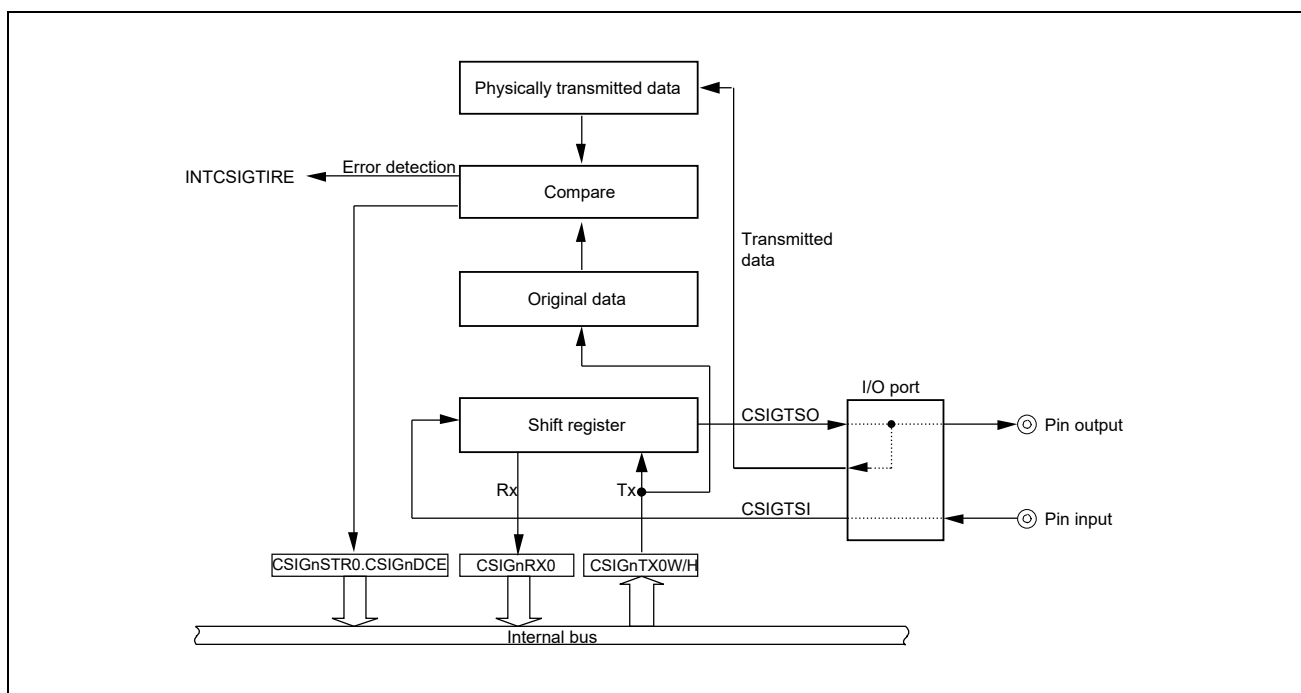 Physically transmitted data
Error detection
INTCSIGTIRE
Compare
Transmitted
data
Original data
I/O port
CSIGTSO
Shift register
Pin output
Rx
Tx
CSIGTSI
Pin input
CSIGnSTR0.CSIGnDCE
CSIGnRX0
CSIGnTX0W/H
Internal bus